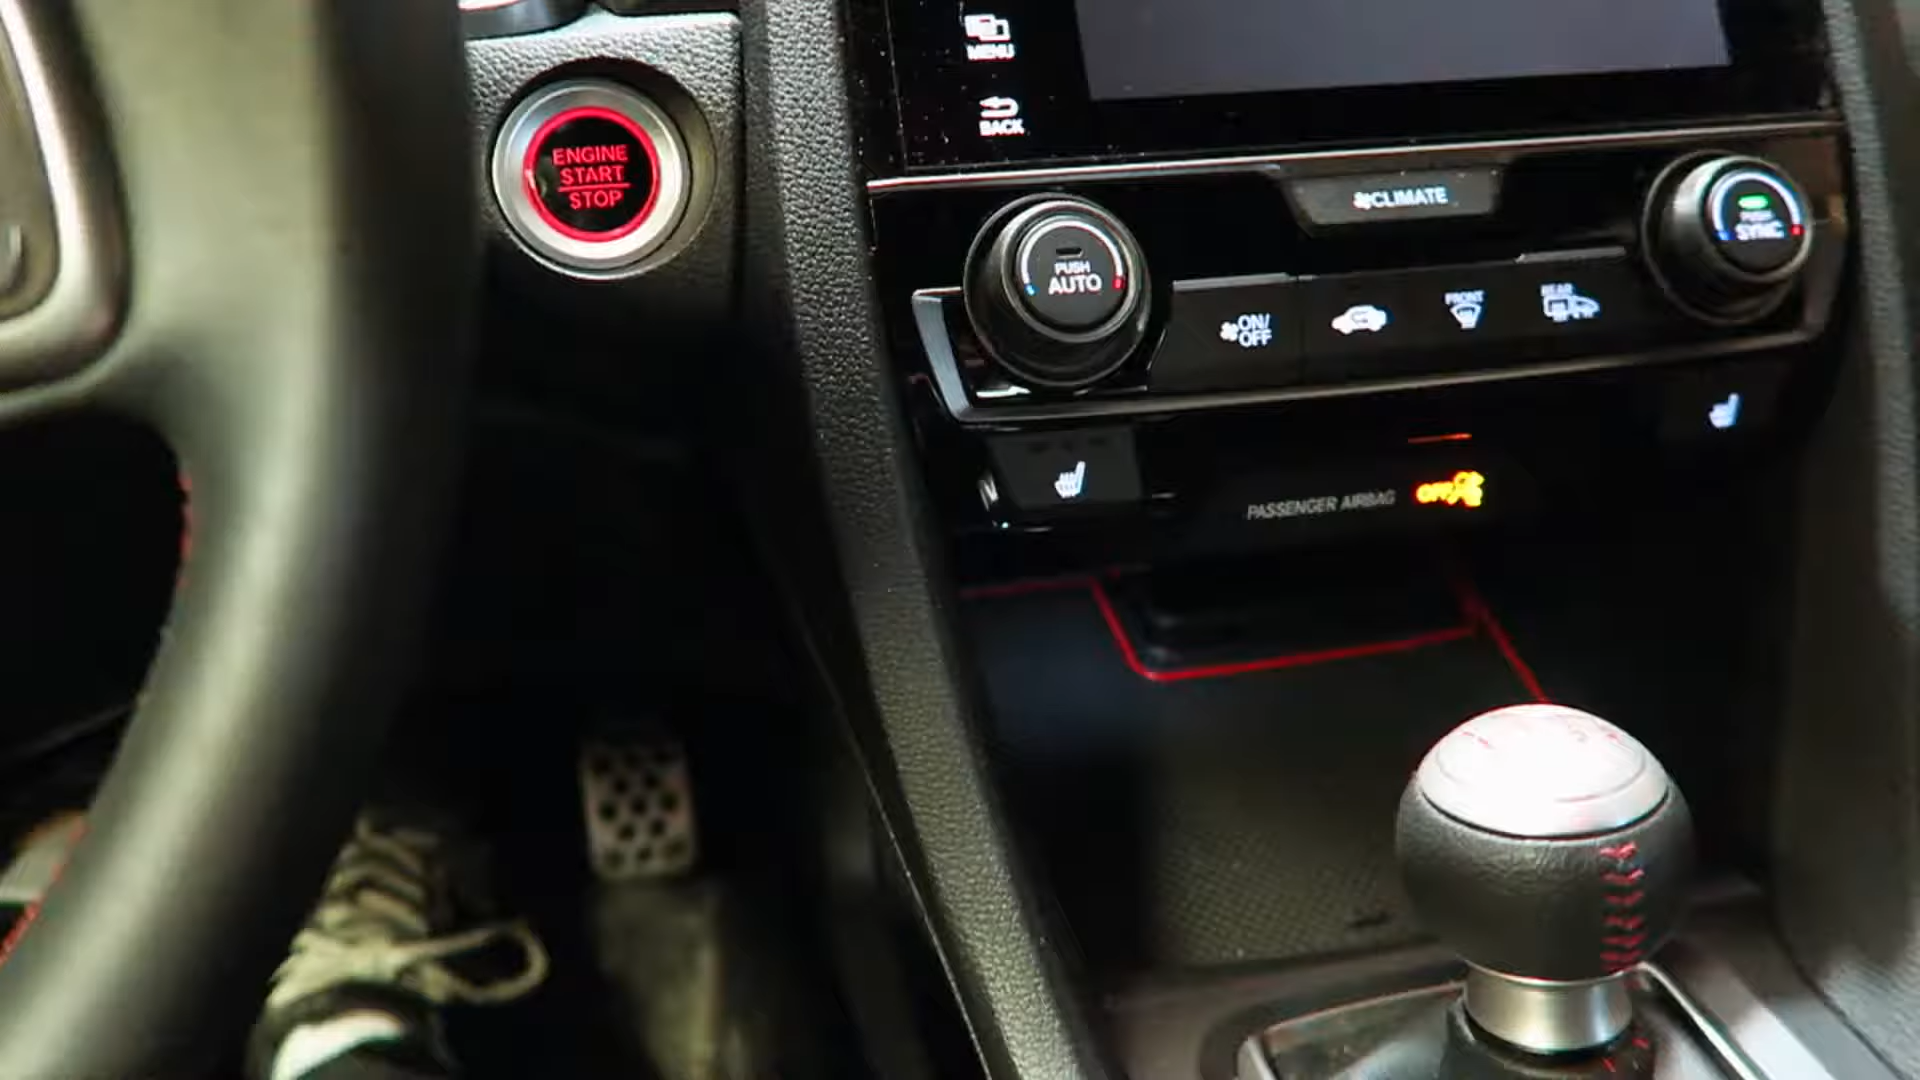 MENU
BACK
ENGINE
START
STOP
CLIMATE
PUSH
SYNC
PUSH
AUTO
ON/
OFF
FRONT
REAR
PASSENGER AIRBAG
OFF